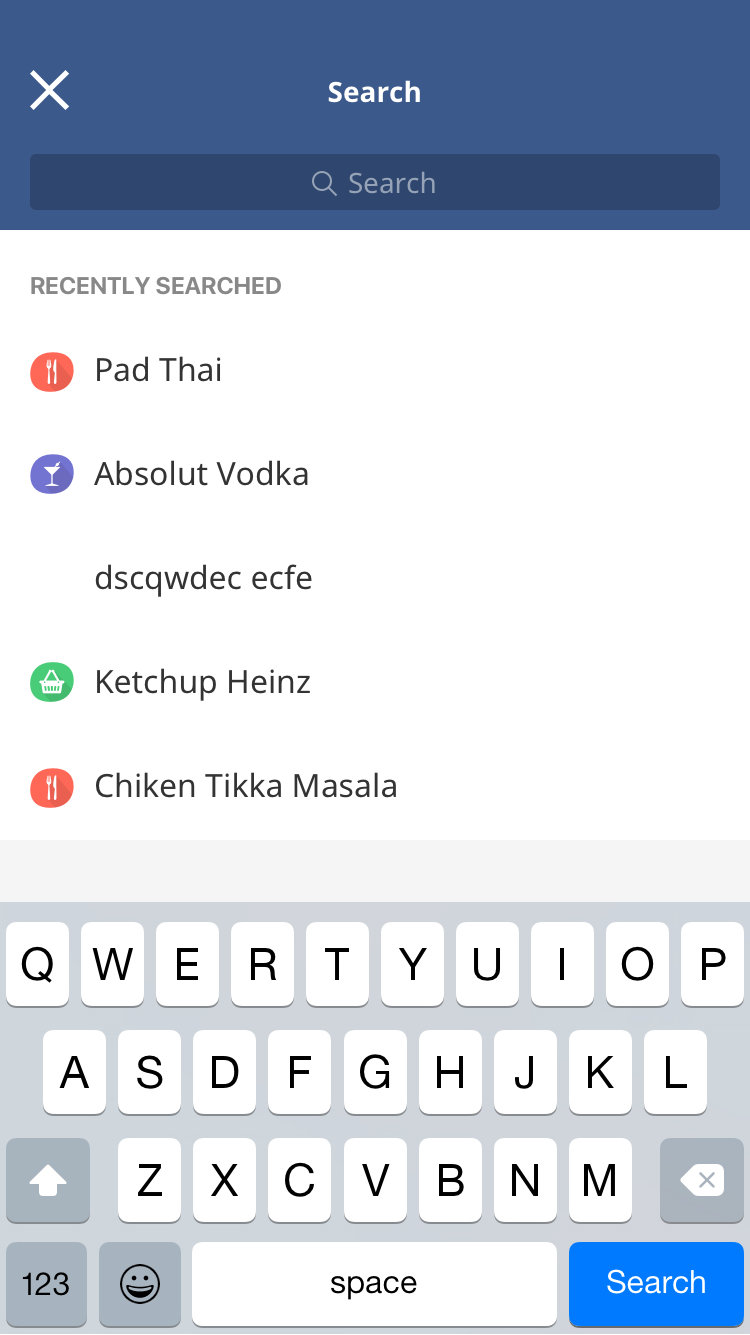 Search
Search
RECENTLY SEARCHED
Pad Thai
Absolut Vodka
dscqwdec ecfe
Ketchup Heinz
Chiken Tikka Masala
Q W E R T Y U I O P
A S D F G H J K L
Z X C V B N M
123 space Search